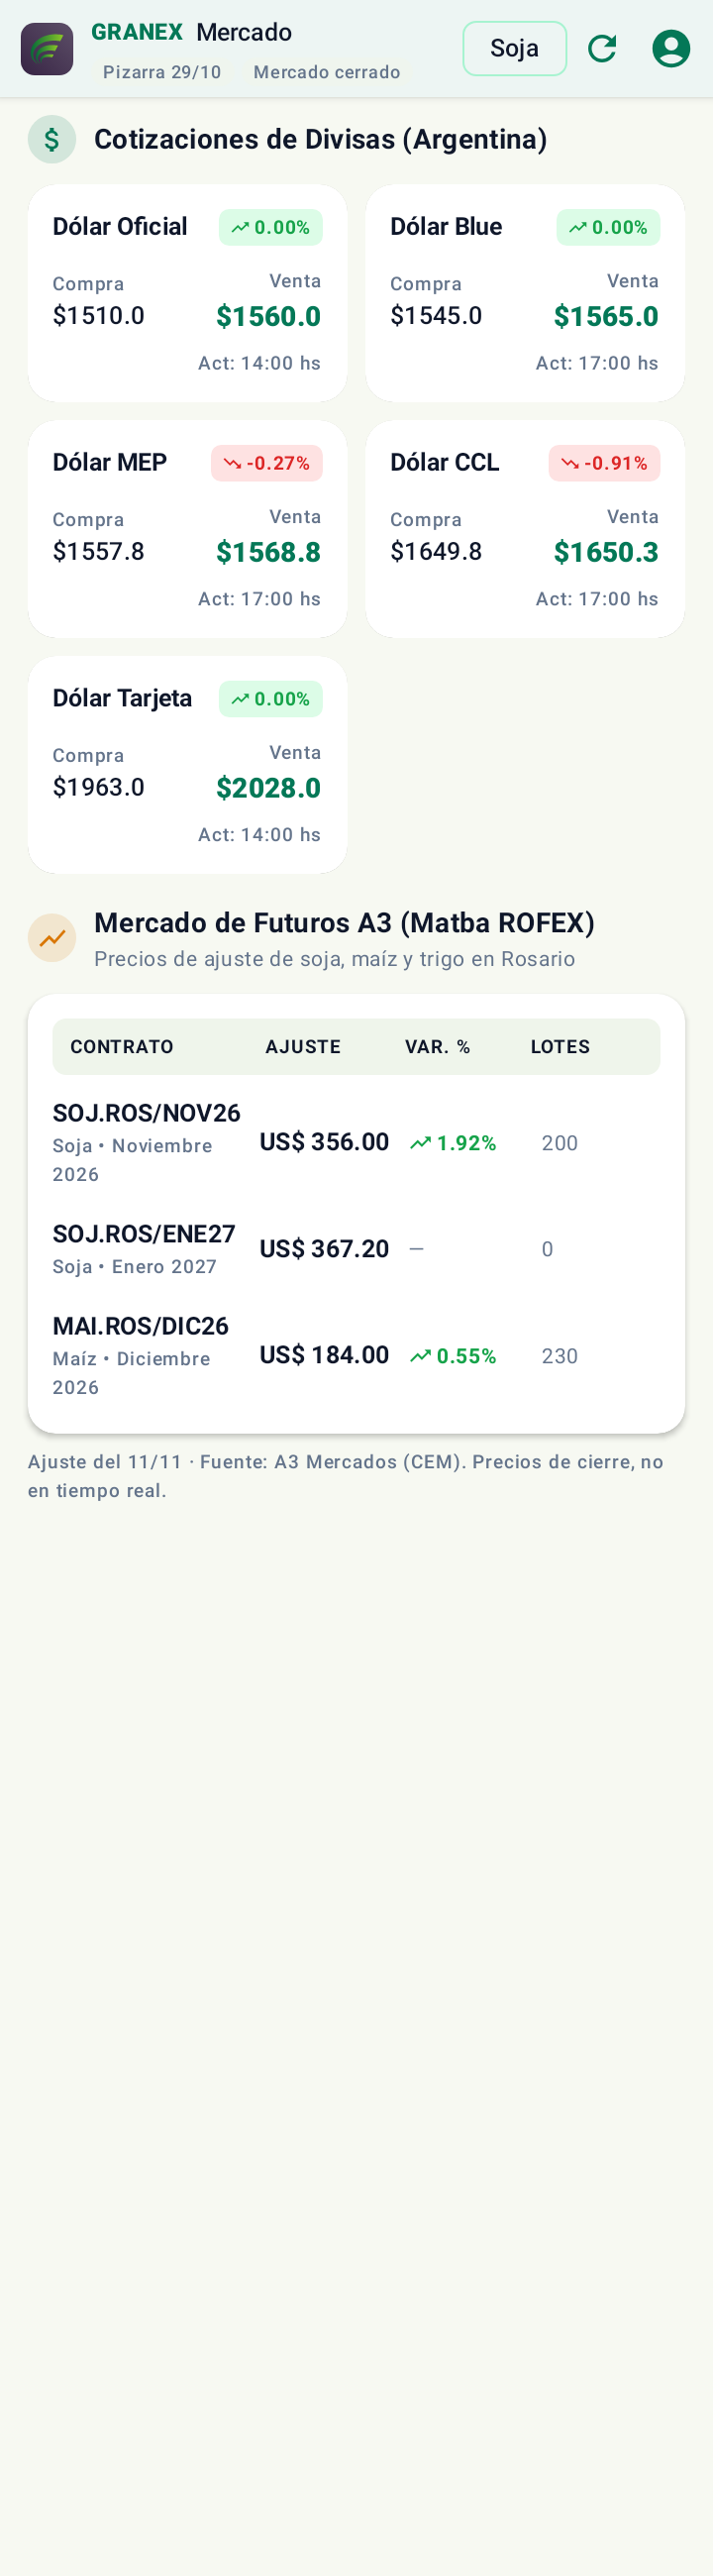 GRANEX Mercado
Pizarra 29/10 Mercado cerrado
Soja
$ Cotizaciones de Divisas (Argentina)
Dólar Oficial 0.00%
Compra Venta
$1510.0 $1560.0
Act: 14:00 hs
Dólar Blue 0.00%
Compra Venta
$1545.0 $1565.0
Act: 17:00 hs
Dólar MEP -0.27%
Compra Venta
$1557.8 $1568.8
Act: 17:00 hs
Dólar CCL -0.91%
Compra Venta
$1649.8 $1650.3
Act: 17:00 hs
Dólar Tarjeta 0.00%
Compra Venta
$1963.0 $2028.0
Act: 14:00 hs
Mercado de Futuros A3 (Matba ROFEX)
Precios de ajuste de soja, maíz y trigo en Rosario
CONTRATO AJUSTE VAR. % LOTES
SOJ.ROS/NOV26
Soja • Noviembre
2026
US$ 356.00 1.92% 200
SOJ.ROS/ENE27
Soja • Enero 2027
US$ 367.20 — 0
MAI.ROS/DIC26
Maíz • Diciembre
2026
US$ 184.00 0.55% 230
Ajuste del 11/11 · Fuente: A3 Mercados (CEM). Precios de cierre, no
en tiempo real.